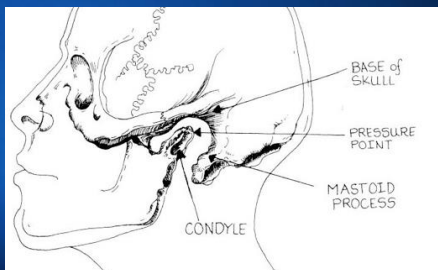 BASE of
SKULL
PRESSURE
POINT
MASTOID
PROCESS
CONDYLE